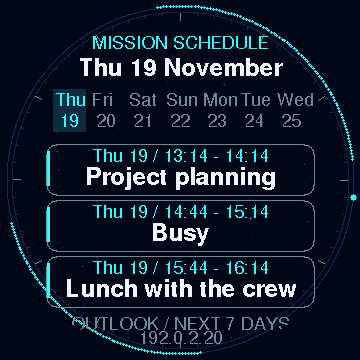 MISSION SCHEDULE
Thu 19 November
Thu Fri Sat Sun Mon Tue Wed
19 20 21 22 23 24 25
Thu 19 / 13:14 - 14:14
Project planning
Thu 19 / 14:44 - 15:14
Busy
Thu 19 / 15:44 - 16:14
Lunch with the crew
OUTLOOK / NEXT 7 DAYS
192.0.2.20